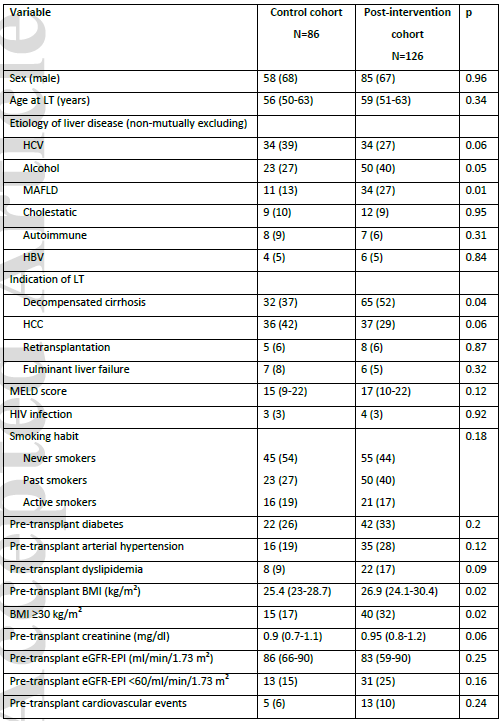 Variable Control cohort Post-intervention p
N=86 cohort
N=126
Sex (male) 58 (68) 85 (67) 0.96
Age at LT (years) 56 (50-63) 59 (51-63) 0.34
Etiology of liver disease (non-mutually excluding)
HCV 34 (39) 34 (27) 0.06
Alcohol 23 (27) 50 (40) 0.05
MAFLD 11 (13) 34 (27) 0.01
Cholestatic 9 (10) 12 (9) 0.95
Autoimmune 8 (9) 7 (6) 0.31
HBV 4 (5) 6 (5) 0.84
Indication of LT
Decompensated cirrhosis 32 (37) 65 (52) 0.04
HCC 36 (42) 37 (29) 0.06
Retransplantation 5 (6) 8 (6) 0.87
Fulminant liver failure 7 (8) 6 (5) 0.32
MELD score 15 (9-22) 17 (10-22) 0.12
HIV infection 3 (3) 4 (3) 0.92
Smoking habit 0.18
Never smokers 45 (54) 55 (44)
Past smokers 23 (27) 50 (40)
Active smokers 16 (19) 21 (17)
Pre-transplant diabetes 22 (26) 42 (33) 0.2
Pre-transplant arterial hypertension 16 (19) 35 (28) 0.12
Pre-transplant dyslipidemia 8 (9) 22 (17) 0.09
Pre-transplant BMI (kg/m²) 25.4 (23-28.7) 26.9 (24.1-30.4) 0.02
BMI ≥30 kg/m² 15 (17) 40 (32) 0.02
Pre-transplant creatinine (mg/dl) 0.9 (0.7-1.1) 0.95 (0.8-1.2) 0.06
Pre-transplant eGFR-EPI (ml/min/1.73 m²) 86 (66-90) 83 (59-90) 0.25
Pre-transplant eGFR-EPI <60/ml/min/1.73 m² 13 (15) 31 (25) 0.16
Pre-transplant cardiovascular events 5 (6) 13 (10) 0.24
Accepted Article